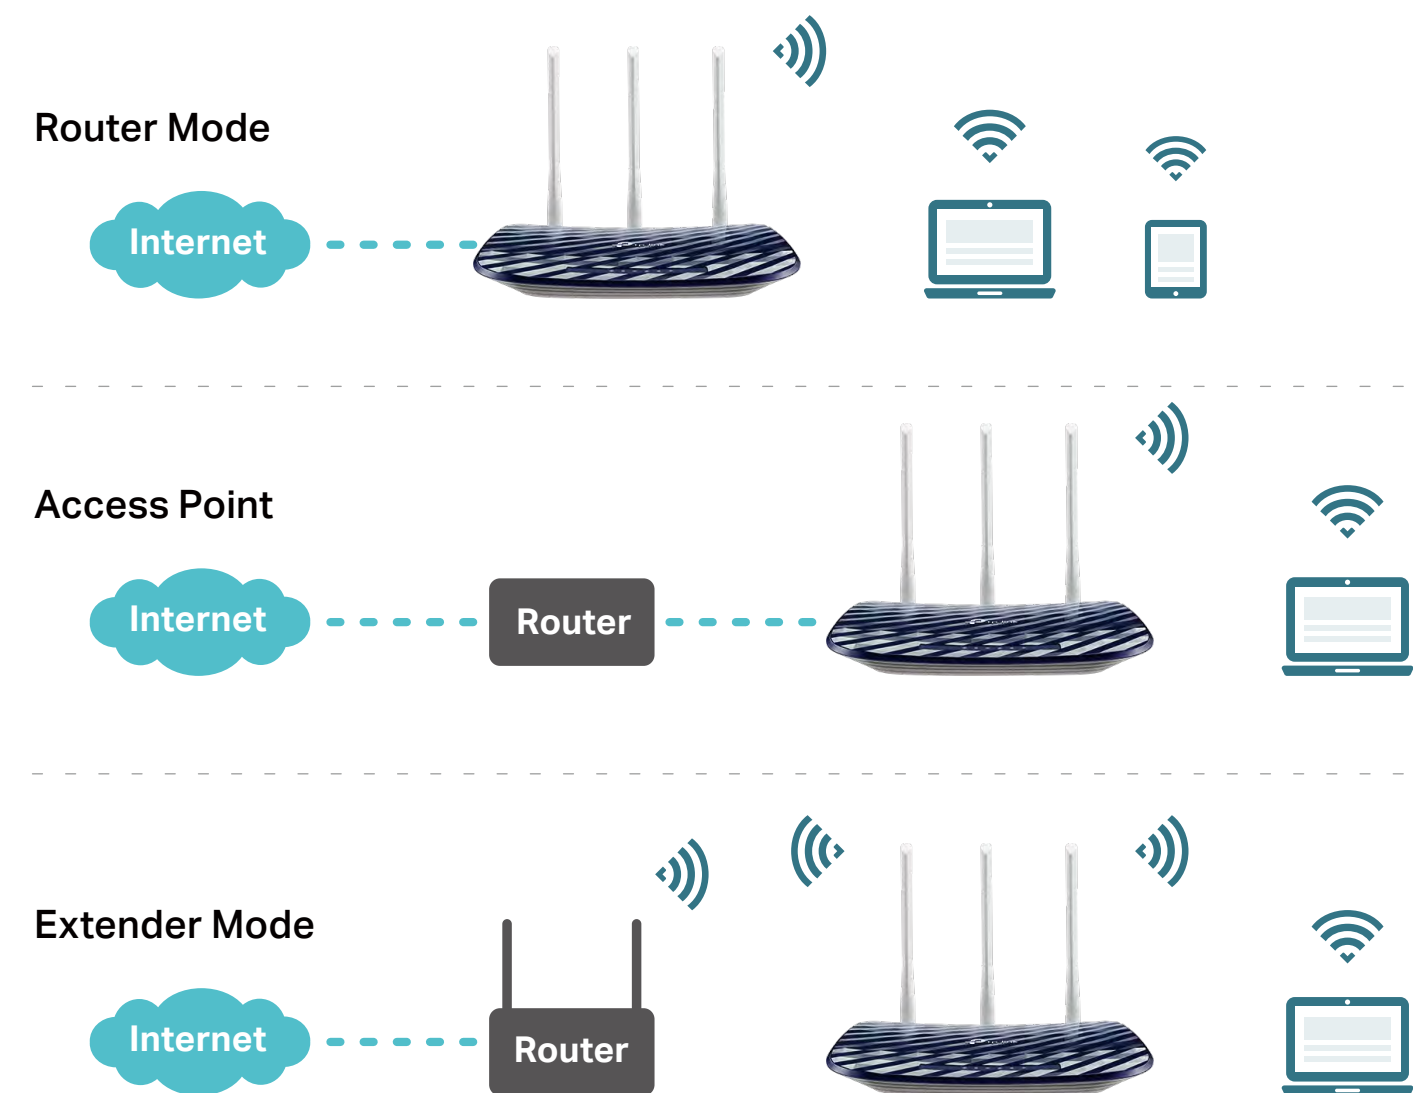 Router Mode
Internet
Access Point
Internet
Router
Extender Mode
Internet
Router